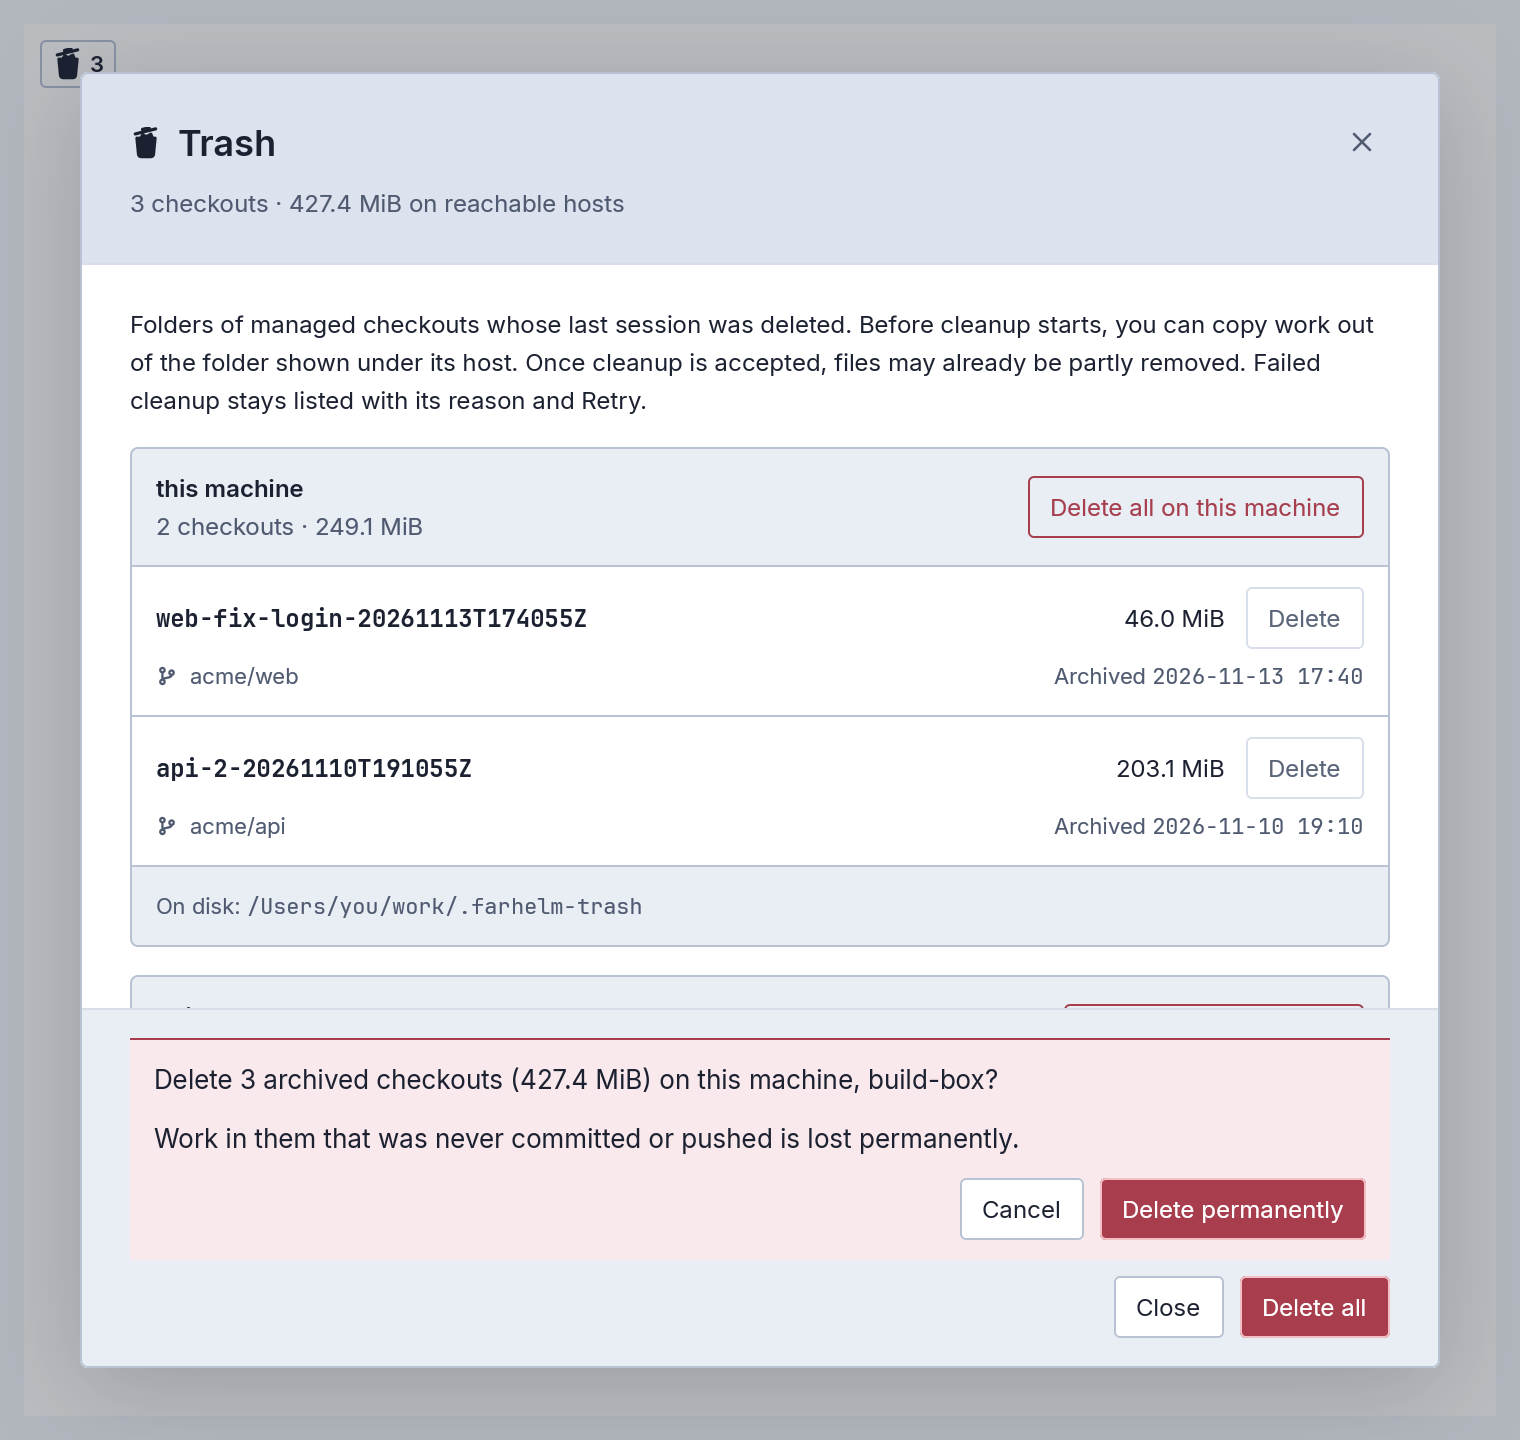 3
Trash
3 checkouts · 427.4 MiB on reachable hosts
Folders of managed checkouts whose last session was deleted. Before cleanup starts, you can copy work out
of the folder shown under its host. Once cleanup is accepted, files may already be partly removed. Failed
cleanup stays listed with its reason and Retry.
this machine
2 checkouts · 249.1 MiB
Delete all on this machine
web-fix-login-20261113T174055Z
46.0 MiB
Delete
acme/web
Archived 2026-11-13 17:40
api-2-20261110T191055Z
203.1 MiB
Delete
acme/api
Archived 2026-11-10 19:10
On disk: /Users/you/work/.farhelm-trash
Delete 3 archived checkouts (427.4 MiB) on this machine, build-box?
Work in them that was never committed or pushed is lost permanently.
Cancel
Delete permanently
Close
Delete all